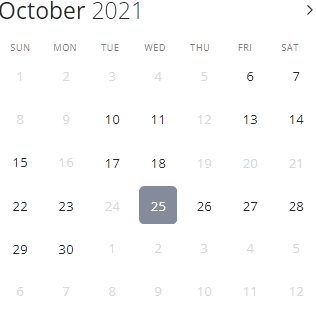 October 2021
SUN MON TUE WED THU FRI SAT
1 2 3 4 5 6 7
8 9 10 11 12 13 14
15 16 17 18 19 20 21
22 23 24 25 26 27 28
29 30 1 2 3 4 5
6 7 8 9 10 11 12